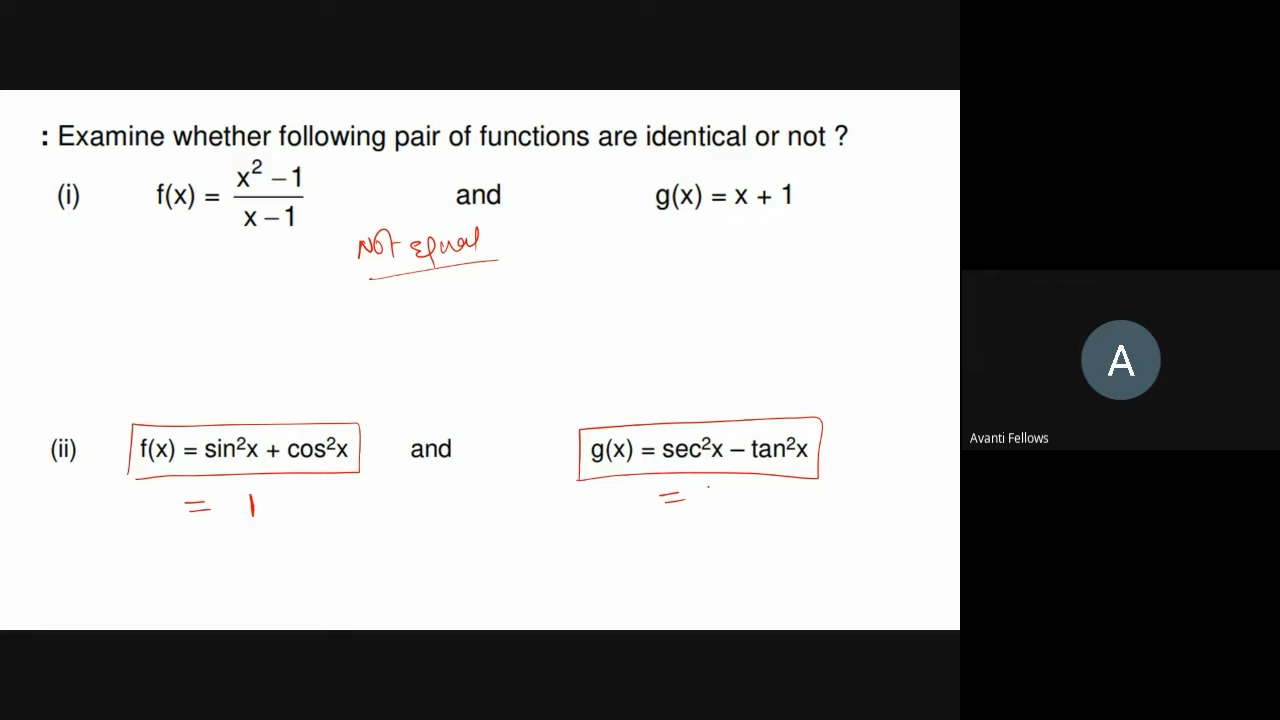 : Examine whether following pair of functions are identical or not ?
(i) f(x) = (x² – 1)/(x – 1) and g(x) = x + 1
Not Equal
(ii) f(x) = sin²x + cos²x and g(x) = sec²x – tan²x
= 1 =
A
Avanti Fellows